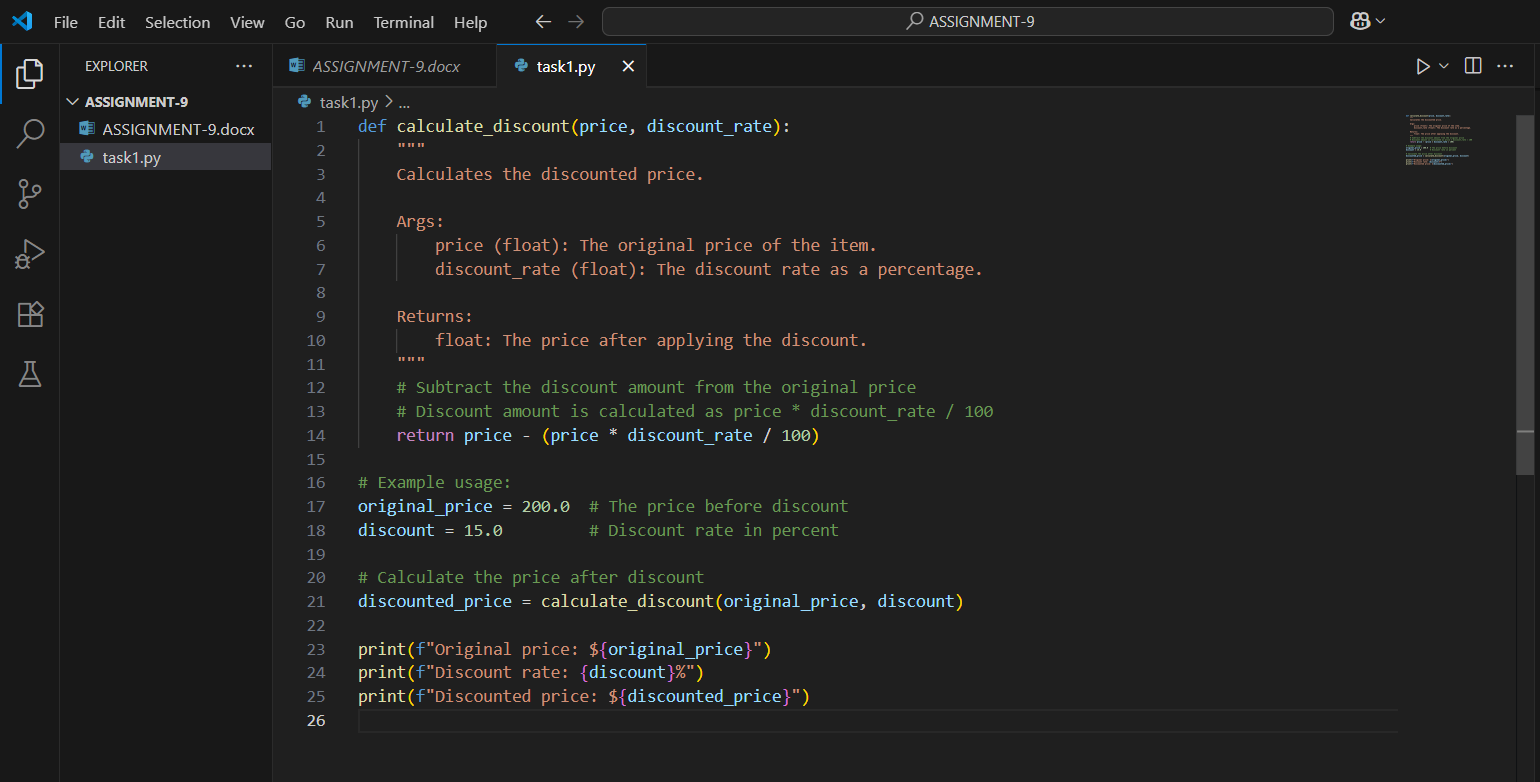 File Edit Selection View Go Run Terminal Help ASSIGNMENT-9
EXPLORER
ASSIGNMENT-9
ASSIGNMENT-9.docx
task1.py
ASSIGNMENT-9.docx task1.py
task1.py > ...
1 def calculate_discount(price, discount_rate):
2     """
3     Calculates the discounted price.
4
5     Args:
6         price (float): The original price of the item.
7         discount_rate (float): The discount rate as a percentage.
8
9     Returns:
10         float: The price after applying the discount.
11     """
12     # Subtract the discount amount from the original price
13     # Discount amount is calculated as price * discount_rate / 100
14     return price - (price * discount_rate / 100)
15
16 # Example usage:
17 original_price = 200.0  # The price before discount
18 discount = 15.0         # Discount rate in percent
19
20 # Calculate the price after discount
21 discounted_price = calculate_discount(original_price, discount)
22
23 print(f"Original price: ${original_price}")
24 print(f"Discount rate: {discount}%")
25 print(f"Discounted price: ${discounted_price}")
26